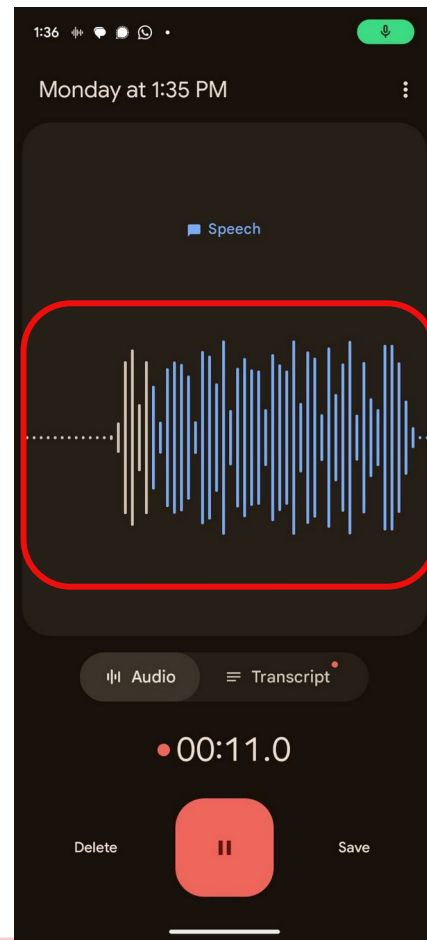 1:36
Monday at 1:35 PM
Speech
Audio
Transcript
00:11.0
Delete
Save